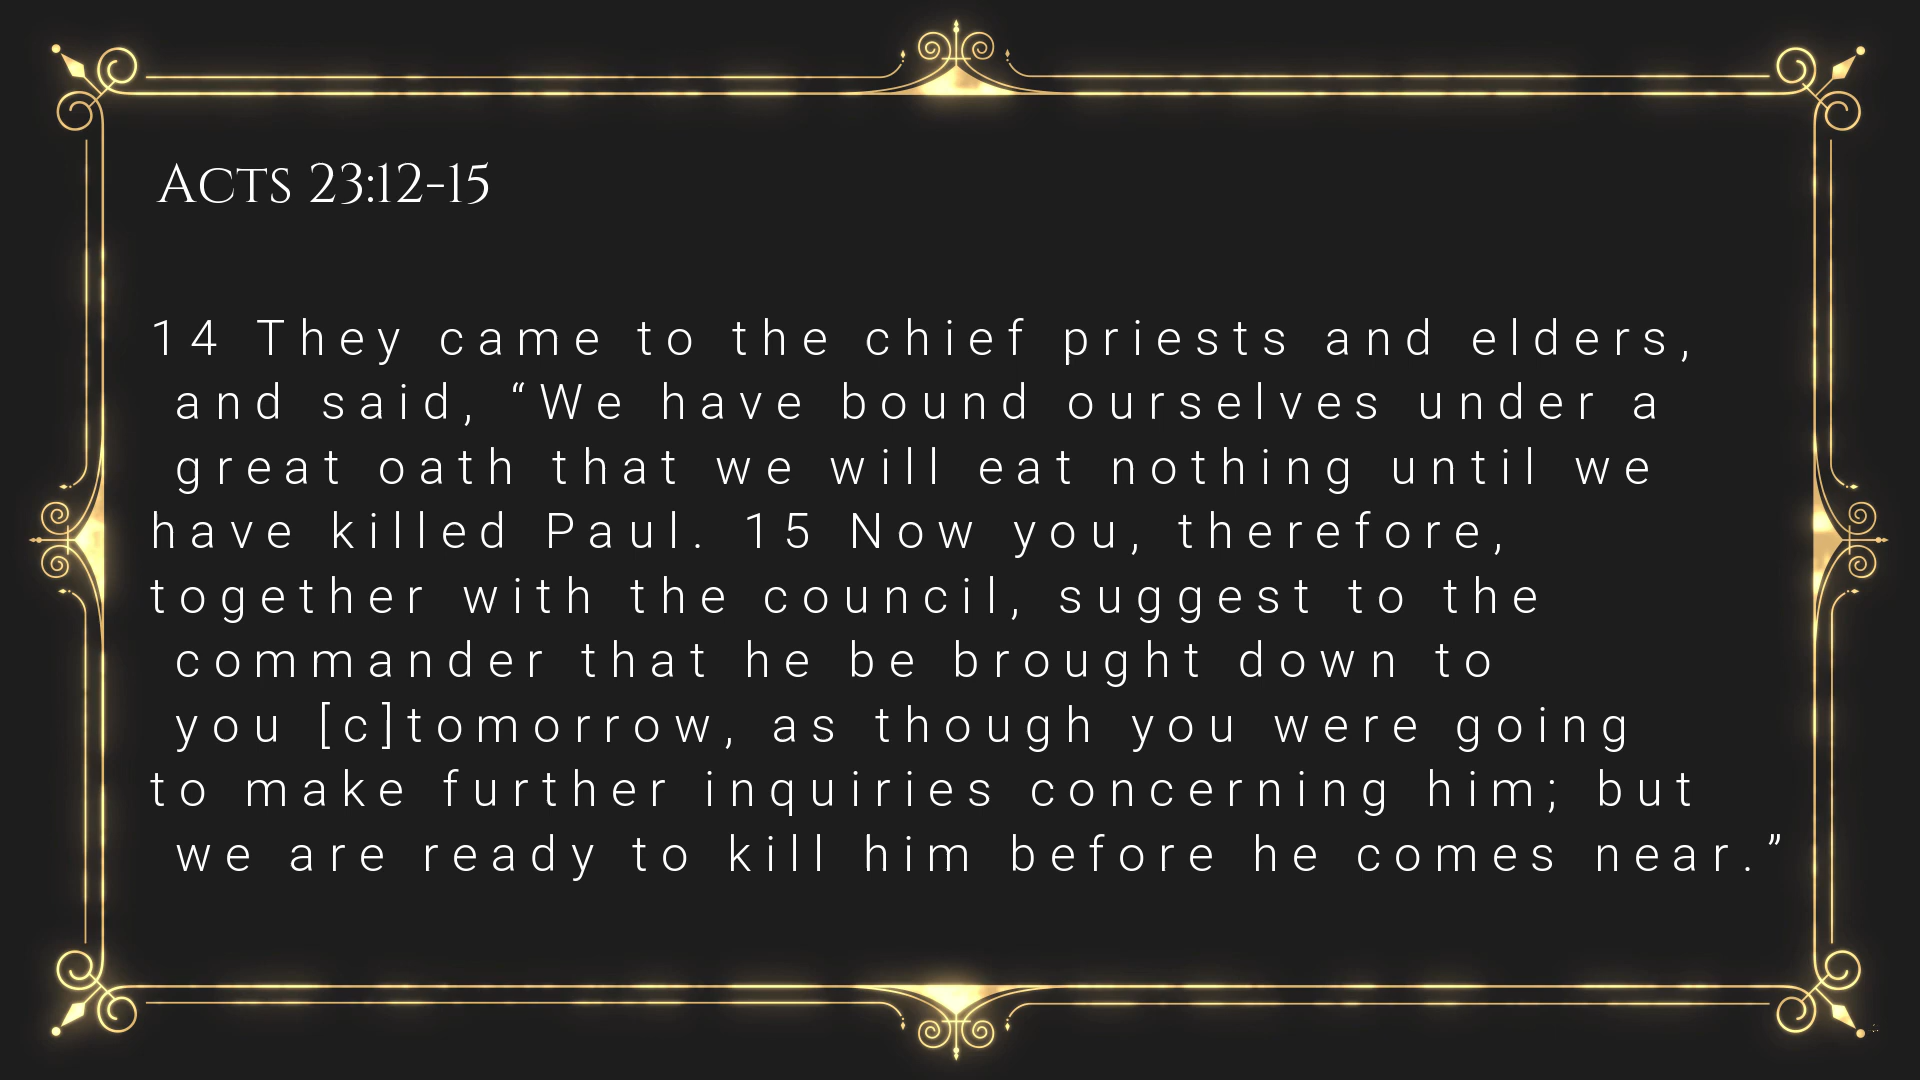 Acts 23:12-15
14 They came to the chief priests and elders,
and said, “We have bound ourselves under a
great oath that we will eat nothing until we
have killed Paul. 15 Now you, therefore,
together with the council, suggest to the
commander that he be brought down to
you [c]tomorrow, as though you were going
to make further inquiries concerning him; but
we are ready to kill him before he comes near.”